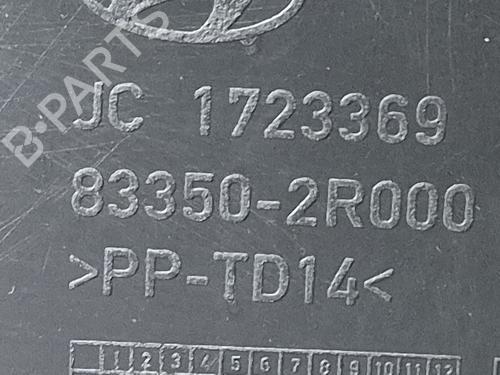 B-PARTS
JC 1723369
83350-2R000
>PP-TD14<
1 2 3 4 5 6 7 8 9 10 11 12